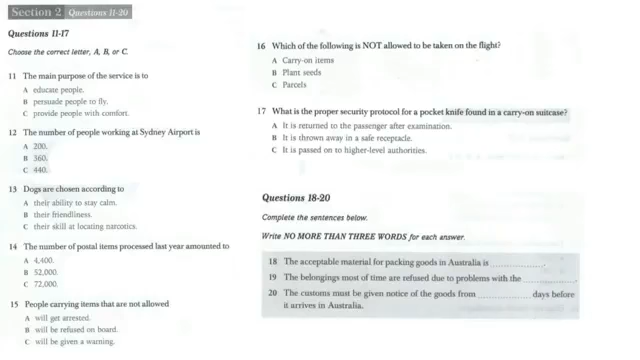 Section 2 Questions 11-20
Questions 11-17
Choose the correct letter, A, B, or C.
11 The main purpose of the service is to
A educate people.
B persuade people to fly.
C provide people with comfort.
12 The number of people working at Sydney Airport is
A 200.
B 360.
C 440.
13 Dogs are chosen according to
A their ability to stay calm.
B their friendliness.
C their skill at locating narcotics.
14 The number of postal items processed last year amounted to
A 4,400.
B 52,000.
C 72,000.
15 People carrying items that are not allowed
A will get arrested.
B will be refused on board.
C will be given a warning.
16 Which of the following is NOT allowed to be taken on the flight?
A Carry-on items
B Plant seeds
C Parcels
17 What is the proper security protocol for a pocket knife found in a carry-on suitcase?
A It is returned to the passenger after examination.
B It is thrown away in a safe receptacle.
C It is passed on to higher-level authorities.
Questions 18-20
Complete the sentences below.
Write NO MORE THAN THREE WORDS for each answer.
18 The acceptable material for packing goods in Australia is ................
19 The belongings most of time are refused due to problems with the ................
20 The customs must be given notice of the goods from ................ days before
it arrives in Australia.